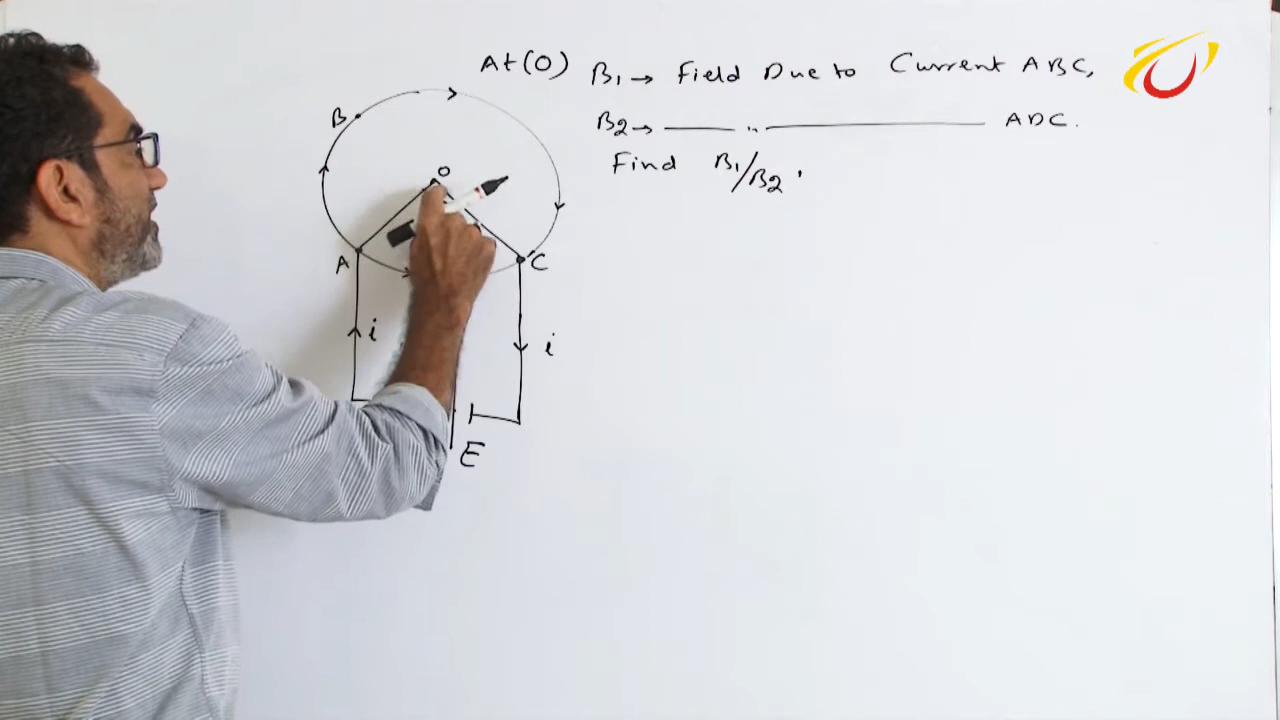 At(O) B1 → Field Due to Current ABC,
B2 → —— " —— ADC.
Find B1/B2.
B
O
A
C
i
i
E